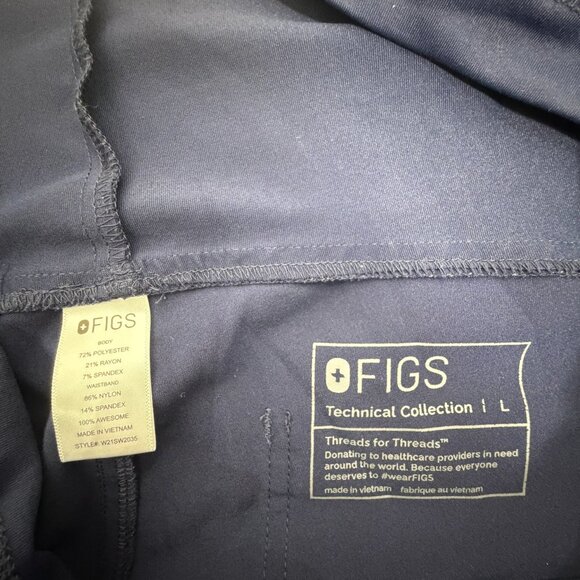 FIGS
BODY
72% POLYESTER
21% RAYON
7% SPANDEX
WAISTBAND
86% NYLON
14% SPANDEX
100% AWESOME
MADE IN VIETNAM
STYLE#: W21SW2035
FIGS
Technical Collection | L
Threads for Threads™
Donating to healthcare providers in need
around the world. Because everyone
deserves to #wearFIGS
made in vietnam fabrique au vietnam